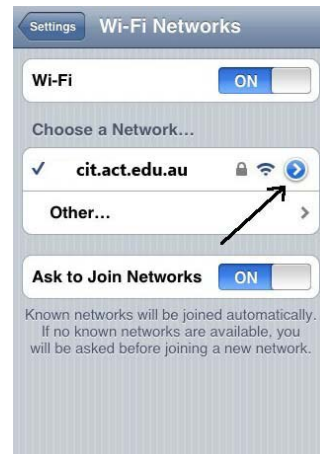 Settings Wi-Fi Networks
Wi-Fi ON
Choose a Network...
cit.act.edu.au
Other...
Ask to Join Networks ON
Known networks will be joined automatically.
If no known networks are available, you
will be asked before joining a new network.